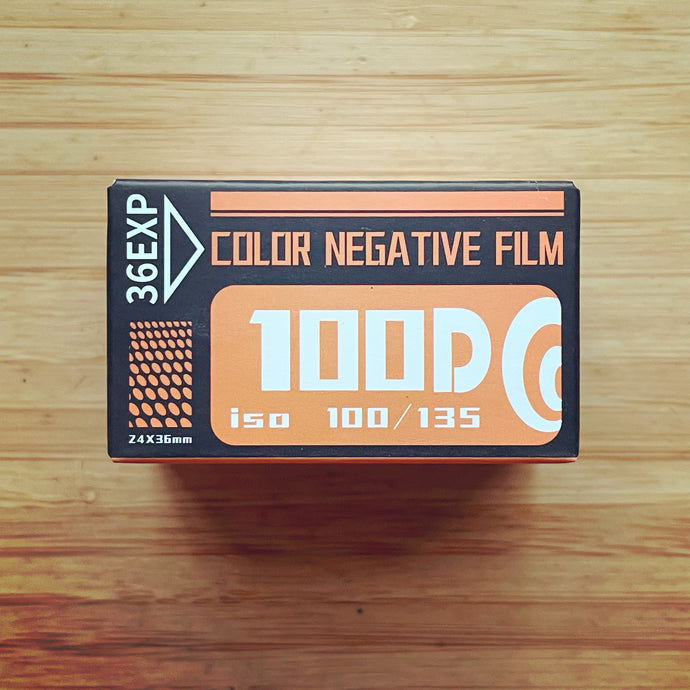 36EXP
COLOR NEGATIVE FILM
100D
iso 100/135
24X36mm